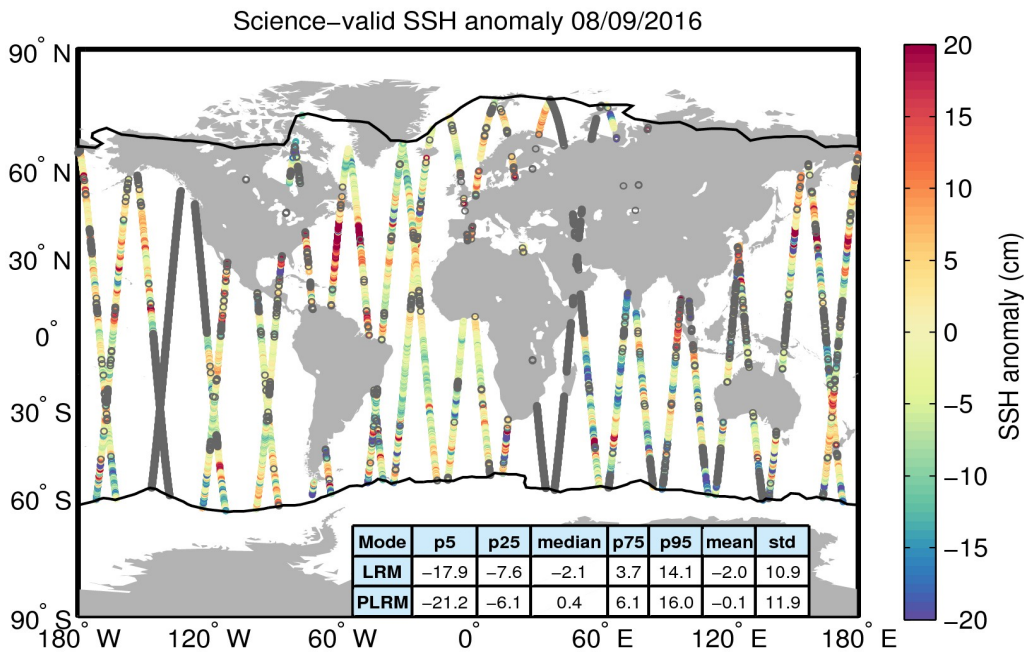 Science−valid SSH anomaly 08/09/2016
90° N
60° N
30° N
0°
30° S
60° S
90° S
180° W
120° W
60° W
0°
60° E
120° E
180° E
20
15
10
5
0
−5
−10
−15
−20
SSH anomaly (cm)
Mode p5 p25 median p75 p95 mean std
LRM −17.9 −7.6 −2.1 3.7 14.1 −2.0 10.9
PLRM −21.2 −6.1 0.4 6.1 16.0 −0.1 11.9